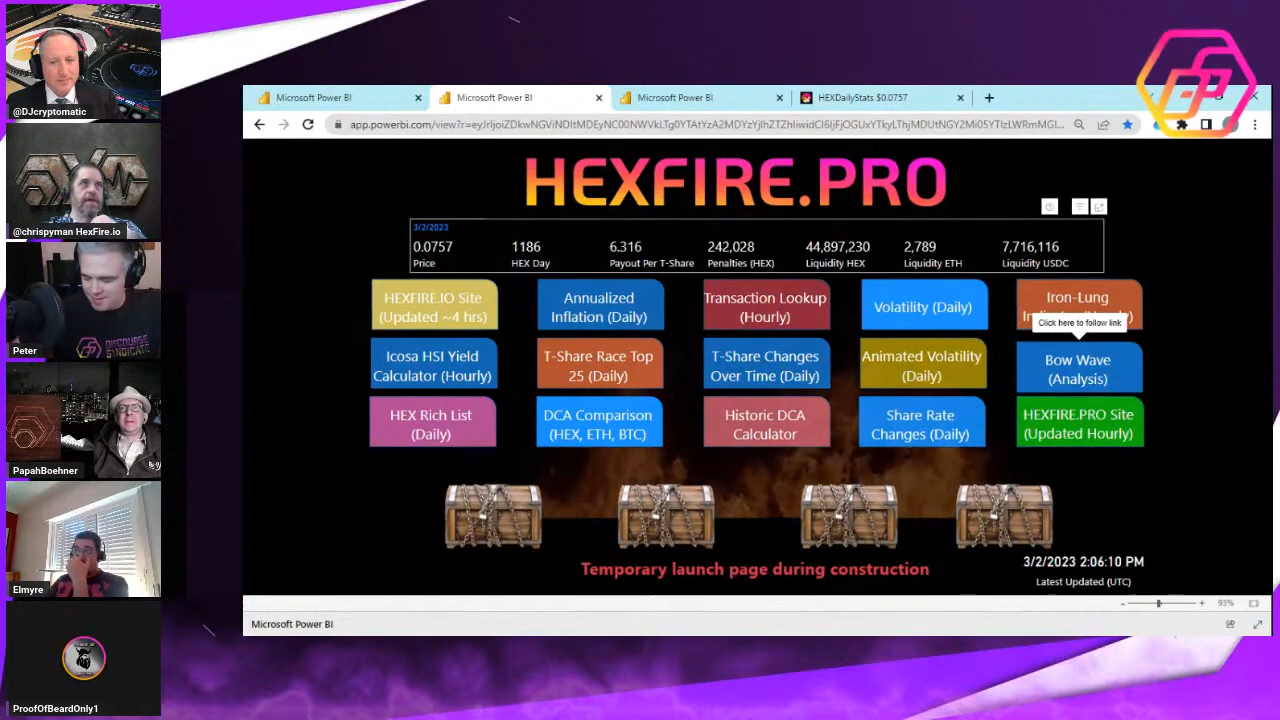 @DJcryptomatic
@chrispyman HexFire.io
Peter
DISCOURSE
SYNDICATE
PapahBoehner
Elmyre
ProofOfBeardOnly1
Microsoft Power BI
Microsoft Power BI
Microsoft Power BI
HEXDailyStats $0.0757
HEXFIRE.PRO
3/2/2023
0.0757 1186 6.316 242,028 44,897,230 2,789 7,716,116
Price HEX Day Payout Per T-Share Penalties (HEX) Liquidity HEX Liquidity ETH Liquidity USDC
HEXFIRE.IO Site
(Updated ~4 hrs)
Annualized
Inflation (Daily)
Transaction Lookup
(Hourly)
Volatility (Daily)
Iron-Lung
Click here to follow link
Icosa HSI Yield
Calculator (Hourly)
T-Share Race Top
25 (Daily)
T-Share Changes
Over Time (Daily)
Animated Volatility
(Daily)
Bow Wave
(Analysis)
HEX Rich List
(Daily)
DCA Comparison
(HEX, ETH, BTC)
Historic DCA
Calculator
Share Rate
Changes (Daily)
HEXFIRE.PRO Site
(Updated Hourly)
Temporary launch page during construction
3/2/2023 2:06:10 PM
Latest Updated (UTC)
- + 93%
Microsoft Power BI